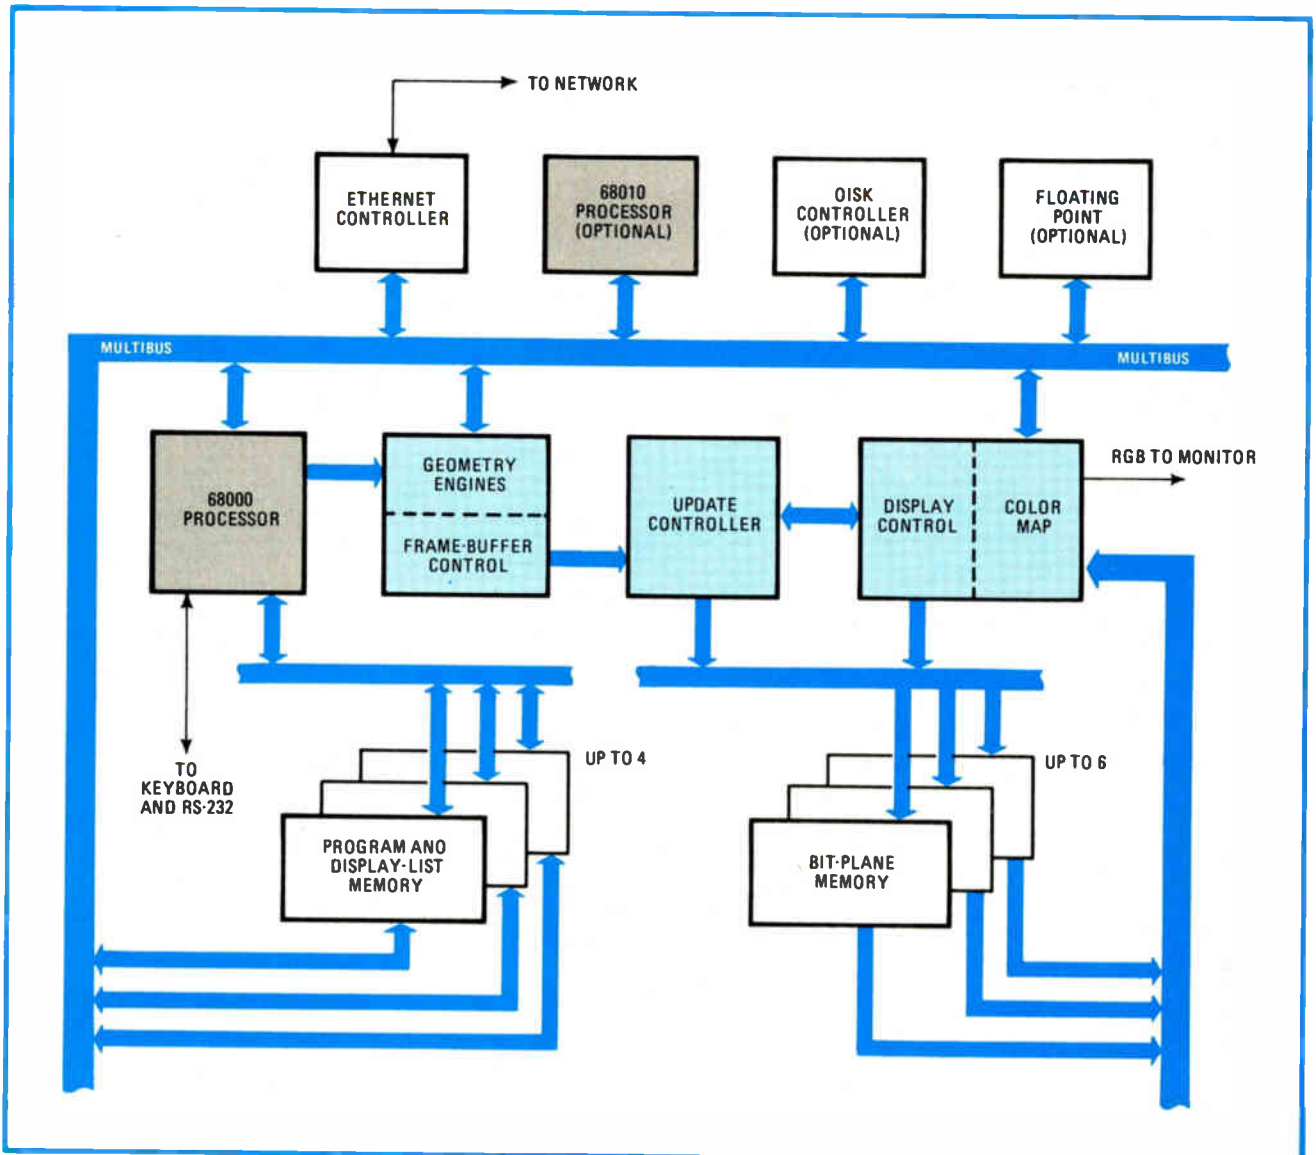 TO NETWORK
ETHERNET
CONTROLLER
68010
PROCESSOR
(OPTIONAL)
OISK
CONTROLLER
(OPTIONAL)
FLOATING
POINT
(OPTIONAL)
MULTIBUS
MULTIBUS
68000
PROCESSOR
GEOMETRY
ENGINES
FRAME-BUFFER
CONTROL
UPDATE
CONTROLLER
DISPLAY
CONTROL
COLOR
MAP
RGB TO MONITOR
TO
KEYBOARD
AND RS-232
UP TO 4
PROGRAM AND
DISPLAY-LIST
MEMORY
UP TO 6
BIT-PLANE
MEMORY